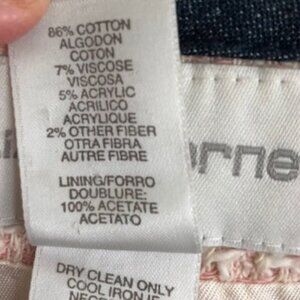 86% COTTON
ALGODON
COTON
7% VISCOSE
VISCOSA
5% ACRYLIC
ACRILICO
ACRYLIQUE
2% OTHER FIBER
OTRA FIBRA
AUTRE FIBRE
LINING/FORRO
DOUBLURE:
100% ACETATE
ACETATO
DRY CLEAN ONLY
COOL IRON IF